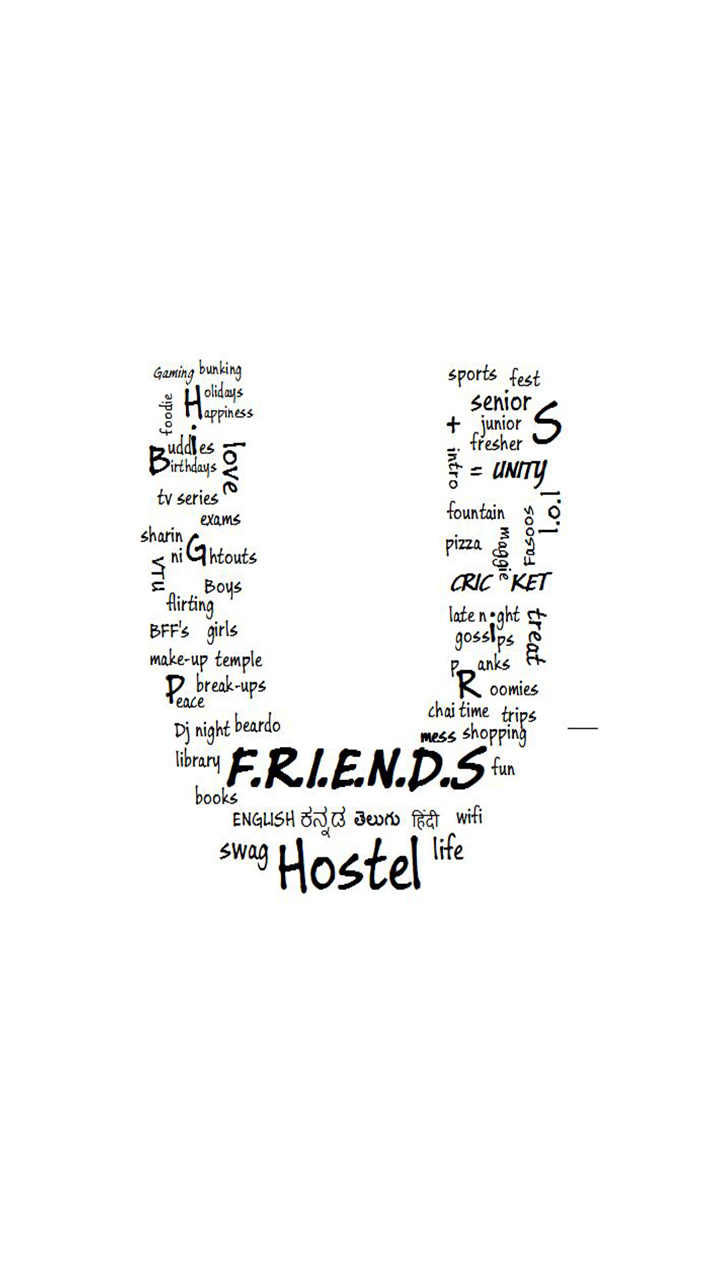 Gaming bunking
foodie
Holidays
Happiness
i
Buddies
Birthdays
love
tv series
exams
sharin
niGhtouts
VTU
Boys
flirting
BFF's girls
make-up temple
Peace
break-ups
Dj night beardo
library
books
sports fest
seniorS
+ junior
fresher
intro
= UNITY
l.o.l
fountain
Fasoos
pizza
maggie
CRIC KET
late night
treat
gossips
pRanks
Roomies
chai time trips
mess shopping
F.R.I.E.N.D.S fun
ENGLISH ಕನ್ನಡ తెలుగు हिंदी wifi
swag Hostel life